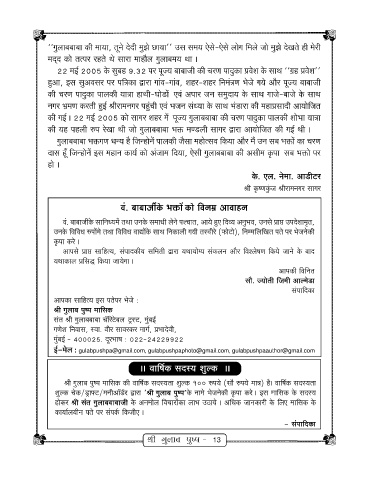 ''गुलाबबाबा की माया, तूने देदी मुझे छाया'' उस समय ऐसे-ऐसे लोग मिले जो मुझे देखते ही मेरी
मद्द को तत्पर रहते थे सारा माहौल गुलाबमय था ।
22 मई 2005 के सुबह 9.32 पर पूज्य बाबाजी की चरण पादुका प्रवेश के साथ ''ग्रह प्रवेश''
हुआ, इस सुअवसर पर पत्रिका द्वारा गांव-गांव, शहर-शहर निमंत्रण भेजे गये और पूज्य बाबाजी
की चरण पादुका पालकी यात्रा हाथी-घोडों एवं अपार जन समुदाय के साथ गाजे-बाजे के साथ
नगर भ्रमण करती हुई श्रीरामनगर पहुंची एवं भजन संध्या के साथ भंडारा की महाप्रसादी आयोजित
की गई। 22 मई 2005 को सागर शहर में पूज्य गुलाबबाबा की चरण पादुका पालकी शोभा यात्रा
की यह पहली रुप रेखा थी जो गुलाबबाबा भक्त मण्डली सागर द्वारा आयोजित की गई थी ।
गुलाबबाबा भक्तगण धन्य है जिन्होनें पालकी जैसा महोत्सव किया और मैं उन सब भक्तों का चरण
दास हूँ जिन्होनें इस महान कार्य को अंजाम दिया, ऐसी गुलाबबाबा की असीम कृपा सब भक्तो पर
हो ।
के. एल. नेमा. आडीटर
श्री कृष्णकुंज श्रीरामनगर सागर
वं. बाबाजींके भक्तों को विनम्र आवाहन
वं. बाबाजींके सानिध्यमें तथा उनके समाधी लेने पश्चात, आये हुए दिव्य अनुभव, उनसे प्राप्त उपदेशामृत,
उनके विविध रुपोंमें तथा विविध वाद्योंके साथ निकाली गयी तस्वीरे (फोटो), निम्नलिखित पते पर भेजनेकी
कृपा करे ।
आपसे प्राप्त साहित्य, संपादकीय समिती द्वारा यथायोग्य संकलन और विश्लेषण किये जाने के बाद
यथाकाल प्रसिद्ध किया जायेगा ।
आपकी विनित
सौ. ज्योती जिमी आल्मेडा
संपादिका
आपका साहित्य इस पतेपर भेजे :
श्री गुलाब पुष्प मासिक
संत श्री गुलाबबाबा चॅरिटेबल ट्रस्ट, मुंबई
गणेश निवास, स्वा. वीर सावरकर मार्ग, प्रभादेवी,
मुंबई - 400025. दूरभाष : 022-24229922
ई-मेल : gulabpushpa@gmail.com, gulabpushpaphoto@gmail.com, gulabpushpaauthor@gmail.com
॥ वार्षिक सदस्य शुल्क ॥
श्री गुलाब पुष्प मासिक की वार्षिक सदस्यता शुल्क १०० रुपये (सौ रुपये मात्र) है। वार्षिक सदस्यता
शुल्क चेक/ड्राफ्ट/मनीऑर्डर द्वारा 'श्री गुलाब पुष्प'के नामे भेजनेकी कृपा करे । इस मासिक के सदस्य
होकर श्री संत गुलाबबाबाजी के अनमोल विचारोंका लाभ उठाये । अधिक जानकारी के लिए मासिक के
कार्यालयीन पते पर संपर्क किजीए ।
- संपादिका
श्री गुलाब पुष्प - 13